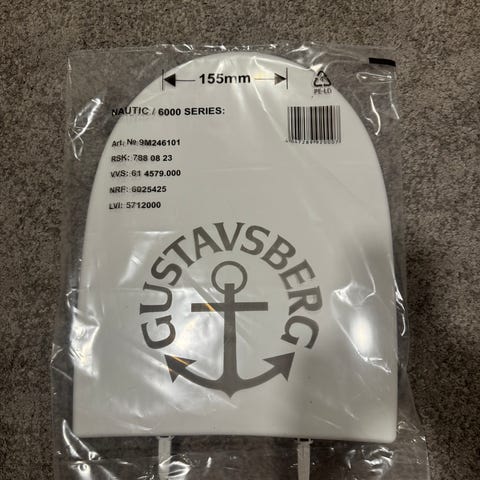 155mm
PE-LD
NAUTIC / 6000 SERIES:
Art. No 9M246101
RSK: 788 08 23
VVS: 61 4579.000
NRF: 6025425
LVI: 5712000
GUSTAVSBERG